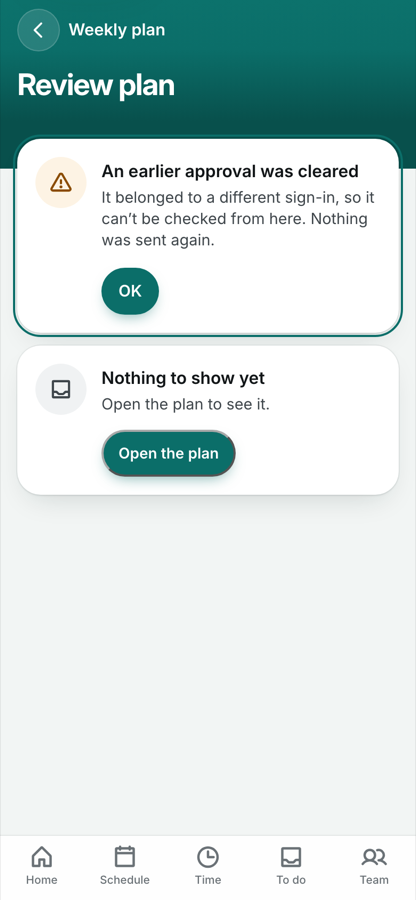 Weekly plan
Review plan
An earlier approval was cleared
It belonged to a different sign-in, so it
can’t be checked from here. Nothing
was sent again.
OK
Nothing to show yet
Open the plan to see it.
Open the plan
Home
Schedule
Time
To do
Team